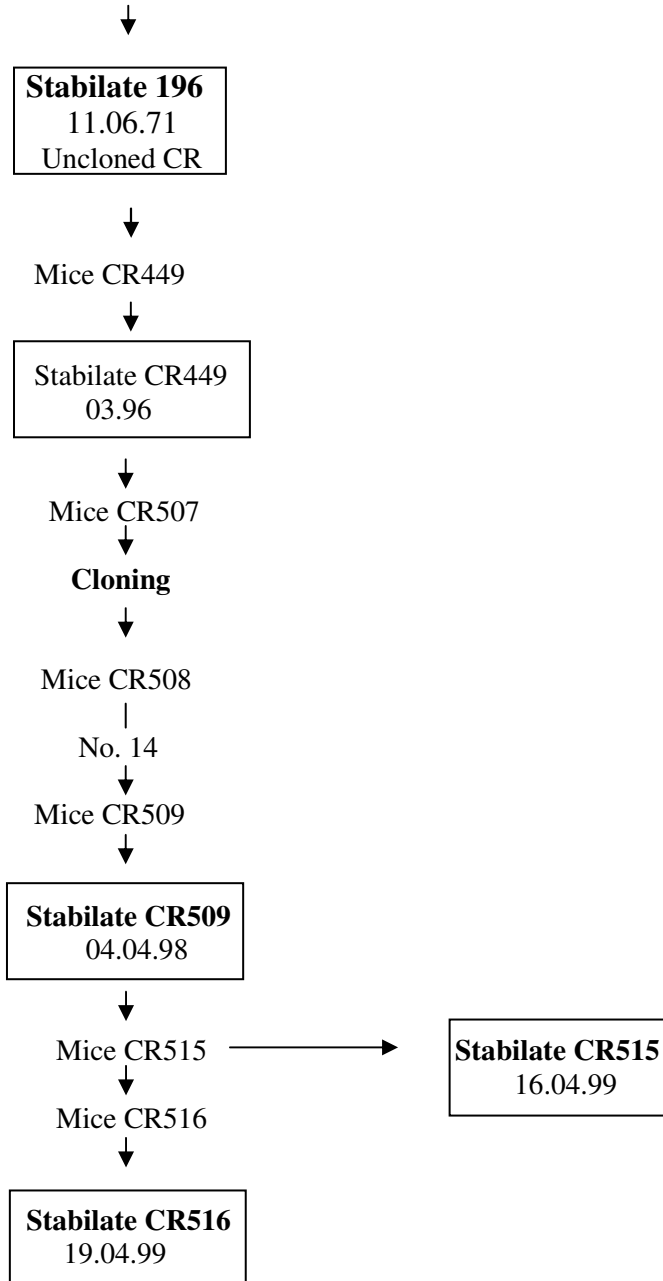 Stabilate 196
11.06.71
Uncloned CR
Mice CR449
Stabilate CR449
03.96
Mice CR507
Cloning
Mice CR508
No. 14
Mice CR509
Stabilate CR509
04.04.98
Mice CR515
Stabilate CR515
16.04.99
Mice CR516
Stabilate CR516
19.04.99